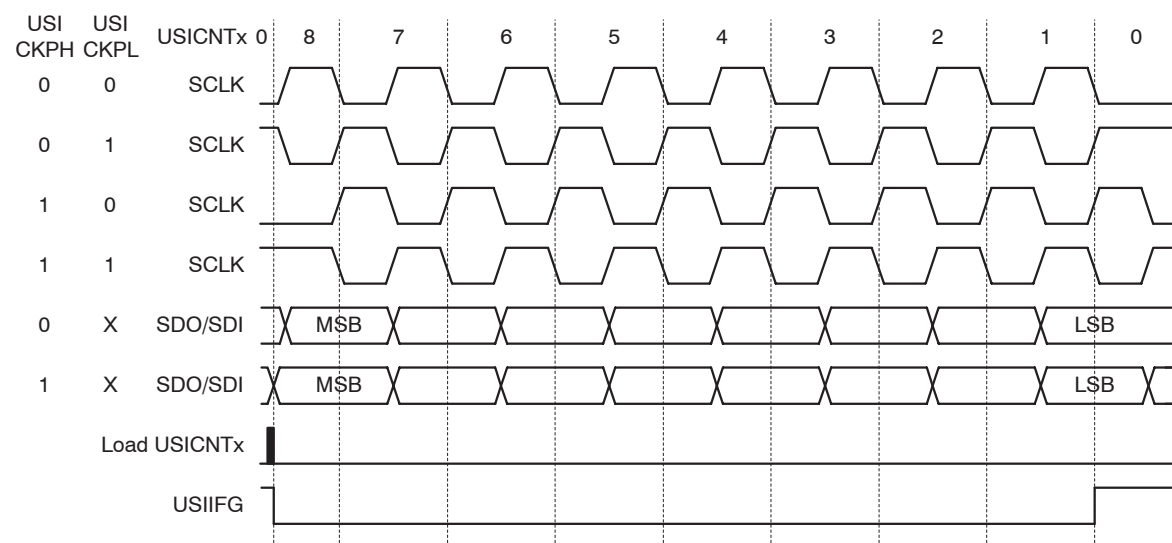 USI USI
CKPH CKPL USICNTx 0 8 7 6 5 4 3 2 1 0
0 0 SCLK
0 1 SCLK
1 0 SCLK
1 1 SCLK
0 X SDO/SDI MSB LSB
1 X SDO/SDI MSB LSB
Load USICNTx
USIIFG